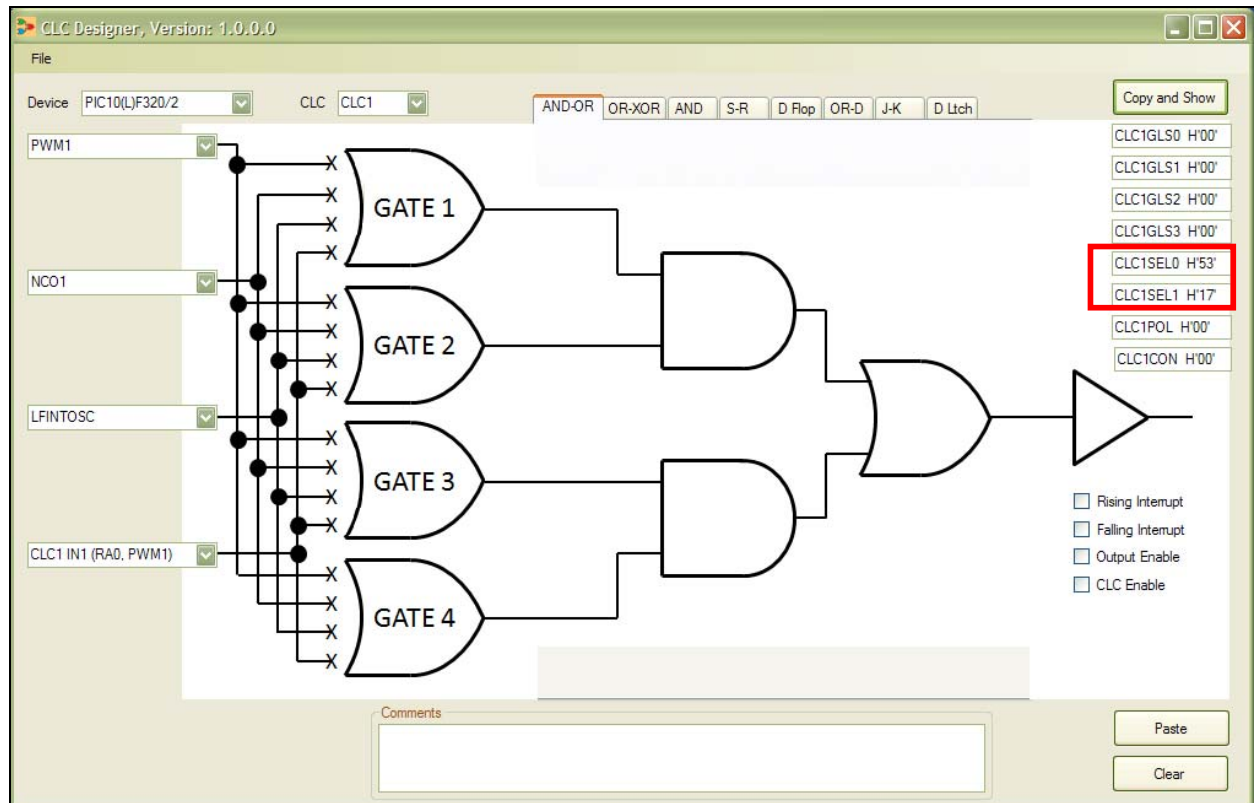 CLC Designer, Version: 1.0.0.0
File
Device PIC10(L)F320/2 CLC CLC1
AND-OR OR-XOR AND S-R D Flop OR-D J-K D Ltch
Copy and Show
PWM1
NCO1
LFINTOSC
CLC1 IN1 (RA0, PWM1)
X
X
X
X
GATE 1
X
X
X
X
GATE 2
X
X
X
X
GATE 3
X
X
X
X
GATE 4
CLC1GLS0 H'00'
CLC1GLS1 H'00'
CLC1GLS2 H'00'
CLC1GLS3 H'00'
CLC1SEL0 H'53'
CLC1SEL1 H'17'
CLC1POL H'00'
CLC1CON H'00'
Rising Interrupt
Falling Interrupt
Output Enable
CLC Enable
Comments
Paste
Clear